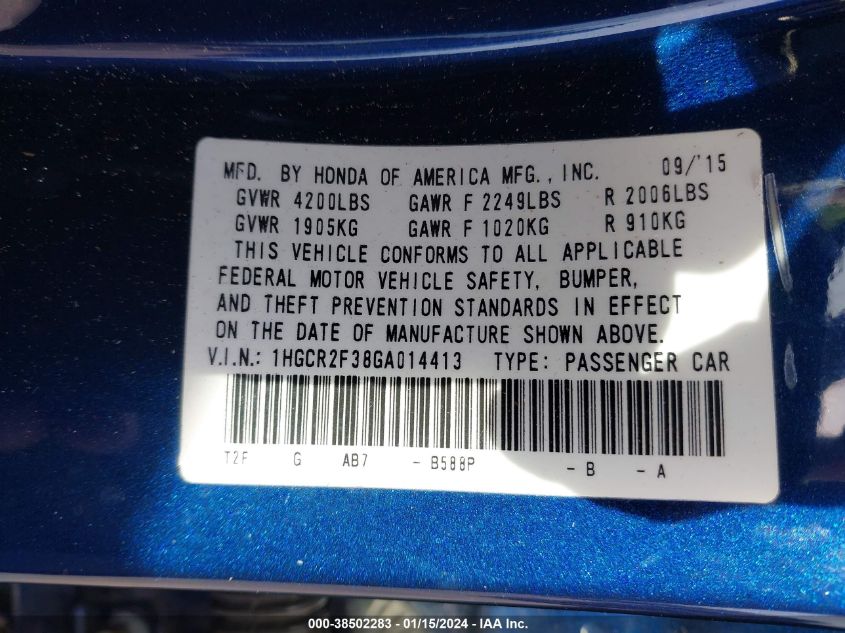 MFD. BY HONDA OF AMERICA MFG., INC. 09/'15
GVWR 4200LBS GAWR F 2249LBS R 2006LBS
GVWR 1905KG GAWR F 1020KG R 910KG
THIS VEHICLE CONFORMS TO ALL APPLICABLE
FEDERAL MOTOR VEHICLE SAFETY, BUMPER,
AND THEFT PREVENTION STANDARDS IN EFFECT
ON THE DATE OF MANUFACTURE SHOWN ABOVE.
V.I.N.: 1HGCR2F38GA014413 TYPE: PASSENGER CAR
T2F G AB7 - B588P - B - A
000-38502283 - 01/15/2024 - IAA Inc.